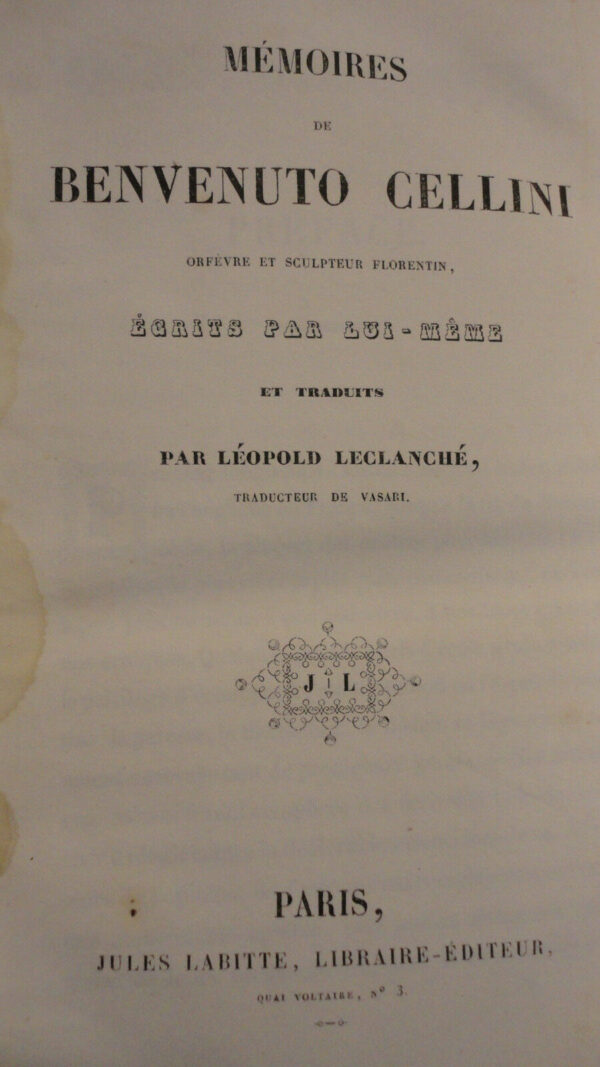 MÉMOIRES
DE
BENVENUTO CELLINI
ORFÈVRE ET SCULPTEUR FLORENTIN,
ÉCRITS PAR LUI-MÊME
ET TRADUITS
PAR LÉOPOLD LECLANCHÉ,
TRADUCTEUR DE VASARI.
J L
PARIS,
JULES LABITTE, LIBRAIRE-ÉDITEUR,
QUAI VOLTAIRE, Nº 3.